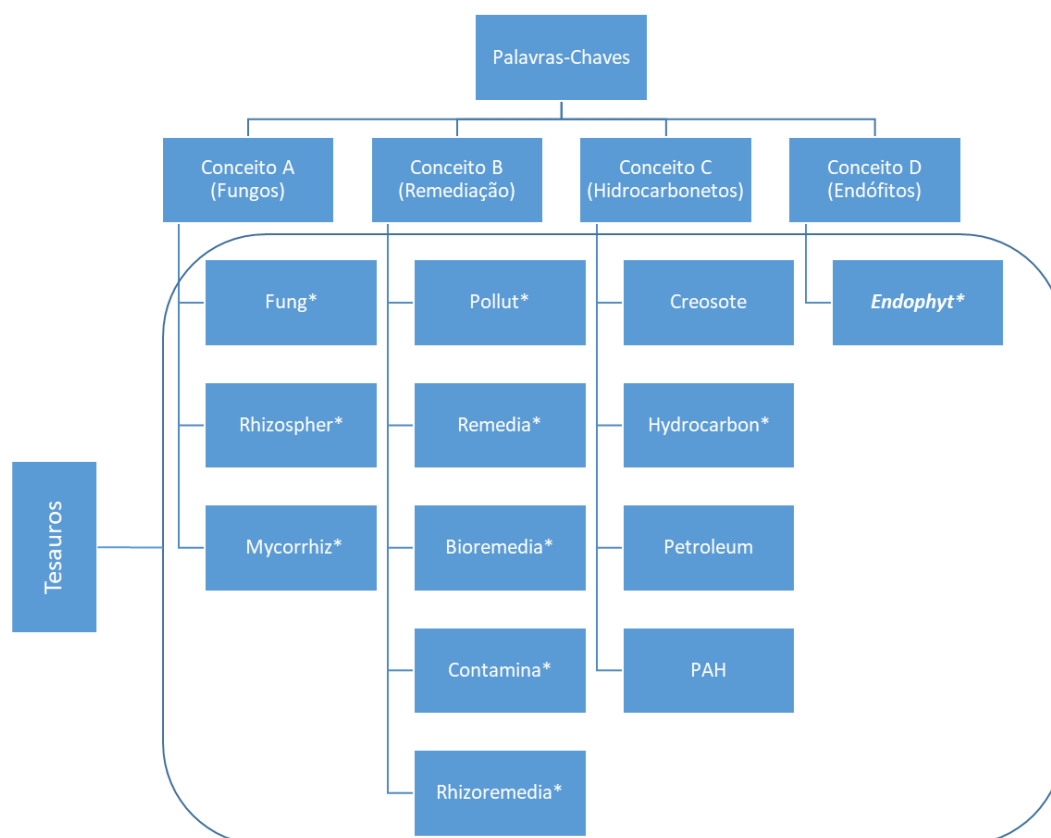 Palavras-Chaves
Conceito A
(Fungos)
Conceito B
(Remediação)
Conceito C
(Hidrocarbonetos)
Conceito D
(Endófitos)
Fung*
Pollut*
Creosote
Endophyt*
Rhizospher*
Remedia*
Hydrocarbon*
Tesauros
Mycorrhiz*
Bioremedia*
Petroleum
Contamina*
PAH
Rhizoremedia*